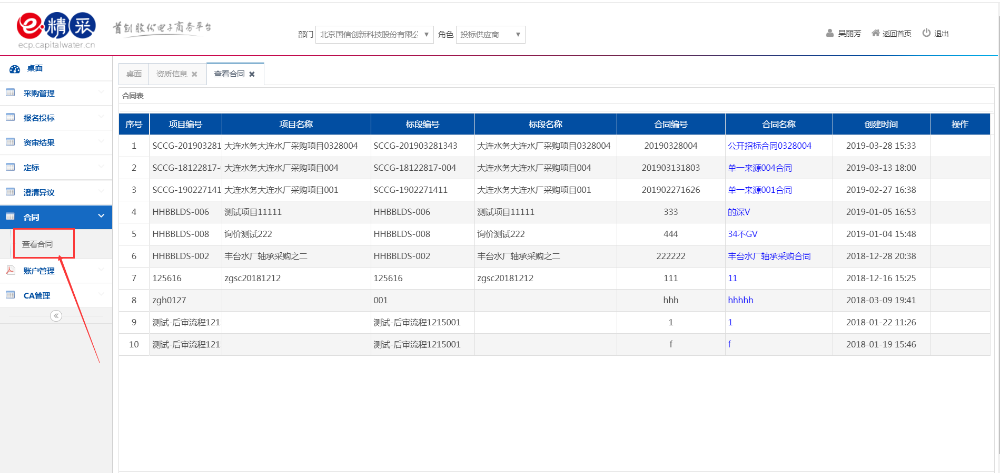 e·精采 首创股份电子商务平台
ecp.capitalwater.cn
部门 北京国信创新科技股份有限公 ▼ 角色 投标供应商 ▼
吴丽芳 返回首页 退出
桌面
采购管理
报名投标
资审结果
定标
澄清异议
合同
查看合同
账户管理
CA管理
桌面 资质信息 ✖ 查看合同 ✖
合同表
序号 项目编号 项目名称 标段编号 标段名称 合同编号 合同名称 创建时间 操作
1 SCCG-201903281 大连水务大连水厂采购项目0328004 SCCG-201903281343 大连水务大连水厂采购项目0328004 20190328004 公开招标合同0328004 2019-03-28 15:33
2 SCCG-18122817- 大连水务大连水厂采购项目004 SCCG-18122817-004 大连水务大连水厂采购项目004 201903131803 单一来源004合同 2019-03-13 18:00
3 SCCG-190227141 大连水务大连水厂采购项目001 SCCG-1902271411 大连水务大连水厂采购项目001 201902271626 单一来源001合同 2019-02-27 16:38
4 HHBBLDS-006 测试项目11111 HHBBLDS-006 测试项目11111 333 的深V 2019-01-05 16:53
5 HHBBLDS-008 询价测试222 HHBBLDS-008 询价测试222 444 34不GV 2019-01-04 15:48
6 HHBBLDS-002 丰台水厂轴承采购之二 HHBBLDS-002 丰台水厂轴承采购之二 222222 丰台水厂轴承采购合同 2018-12-28 20:38
7 125616 zgsc20181212 125616 zgsc20181212 111 11 2018-12-16 15:25
8 zgh0127 001 hhh hhhhh 2018-03-09 19:41
9 测试-后审流程121 测试-后审流程1215001 1 1 2018-01-22 11:26
10 测试-后审流程121 测试-后审流程1215001 f f 2018-01-19 15:46